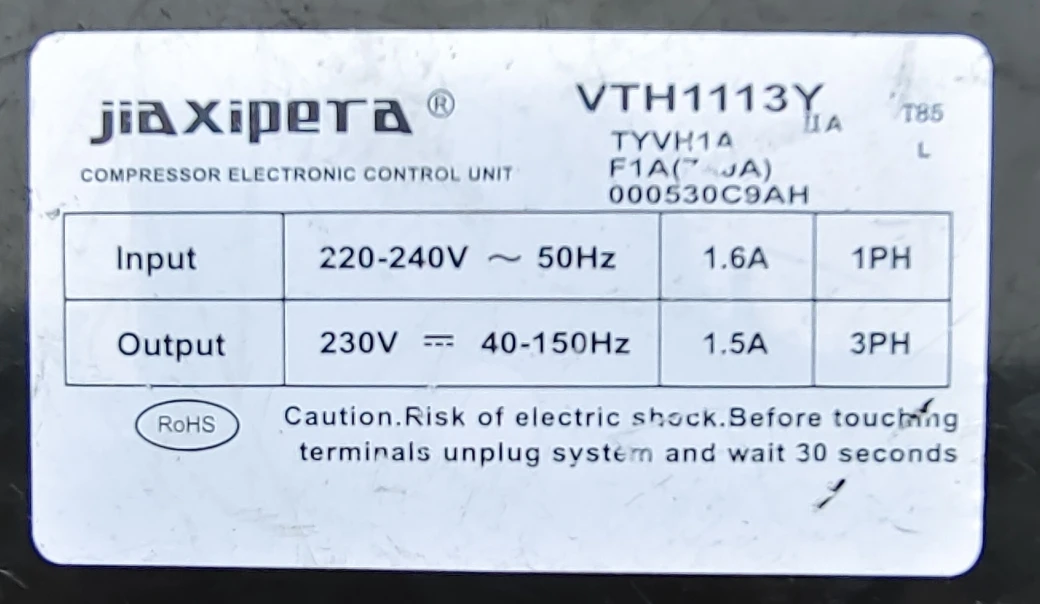 jiaxipera ®
COMPRESSOR ELECTRONIC CONTROL UNIT
VTH1113Y
IIA
T85
L
TYVH1A
000530C9AH
Input 220-240V ~ 50Hz 1.6A 1PH
Output 230V ⎓ 40-150Hz 1.5A 3PH
RoHS
Caution.Risk of electric shock.Before touching
terminals unplug system and wait 30 seconds